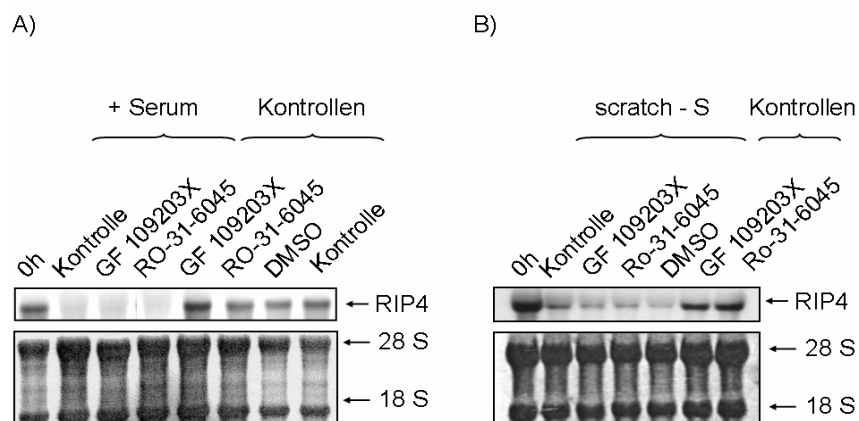 A)
+ Serum
Kontrollen
0h
Kontrolle
GF 109203X
RO-31-6045
GF 109203X
RO-31-6045
DMSO
Kontrolle
RIP4
28 S
18 S
B)
scratch - S
Kontrollen
0h
Kontrolle
GF 109203X
Ro-31-6045
DMSO
GF 109203X
Ro-31-6045
RIP4
28 S
18 S